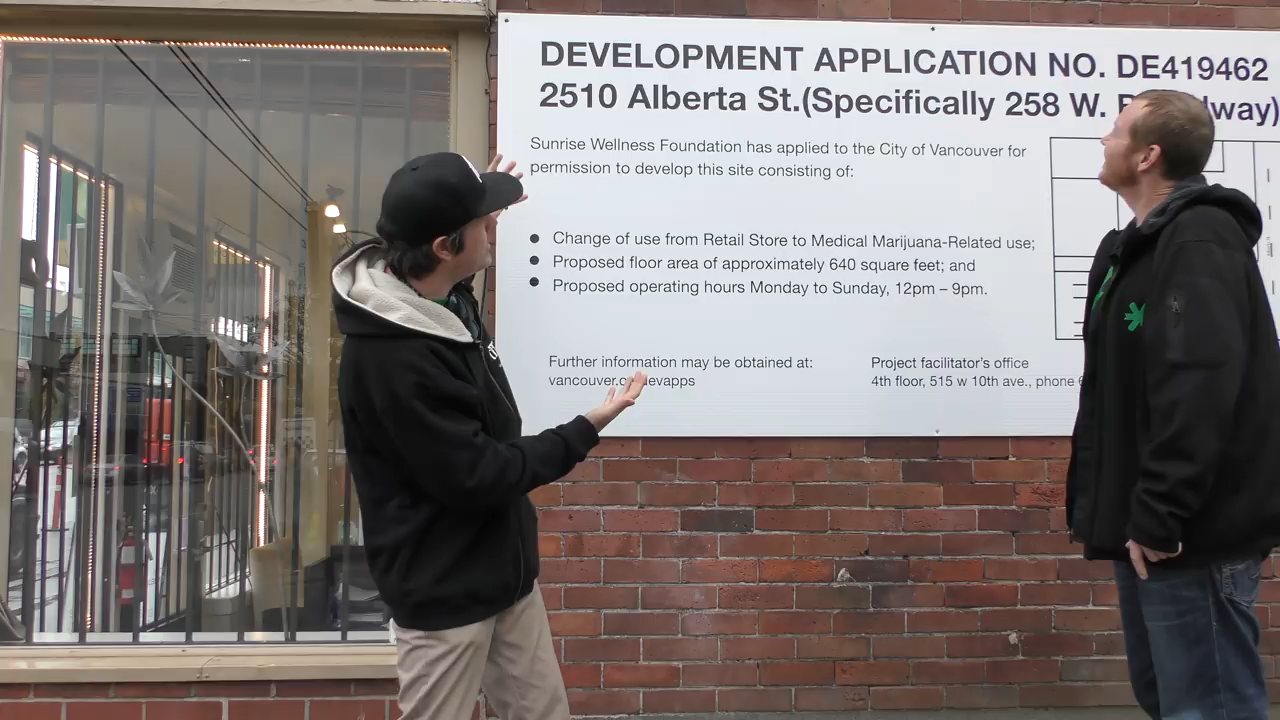 DEVELOPMENT APPLICATION NO. DE419462
2510 Alberta St.(Specifically 258 W.
Sunrise Wellness Foundation has applied to the City of Vancouver for
permission to develop this site consisting of:
Change of use from Retail Store to Medical Marijuana-Related use;
Proposed floor area of approximately 640 square feet; and
Proposed operating hours Monday to Sunday, 12pm – 9pm.
Further information may be obtained at:
Project facilitator's office
4th floor, 515 w 10th ave., phone